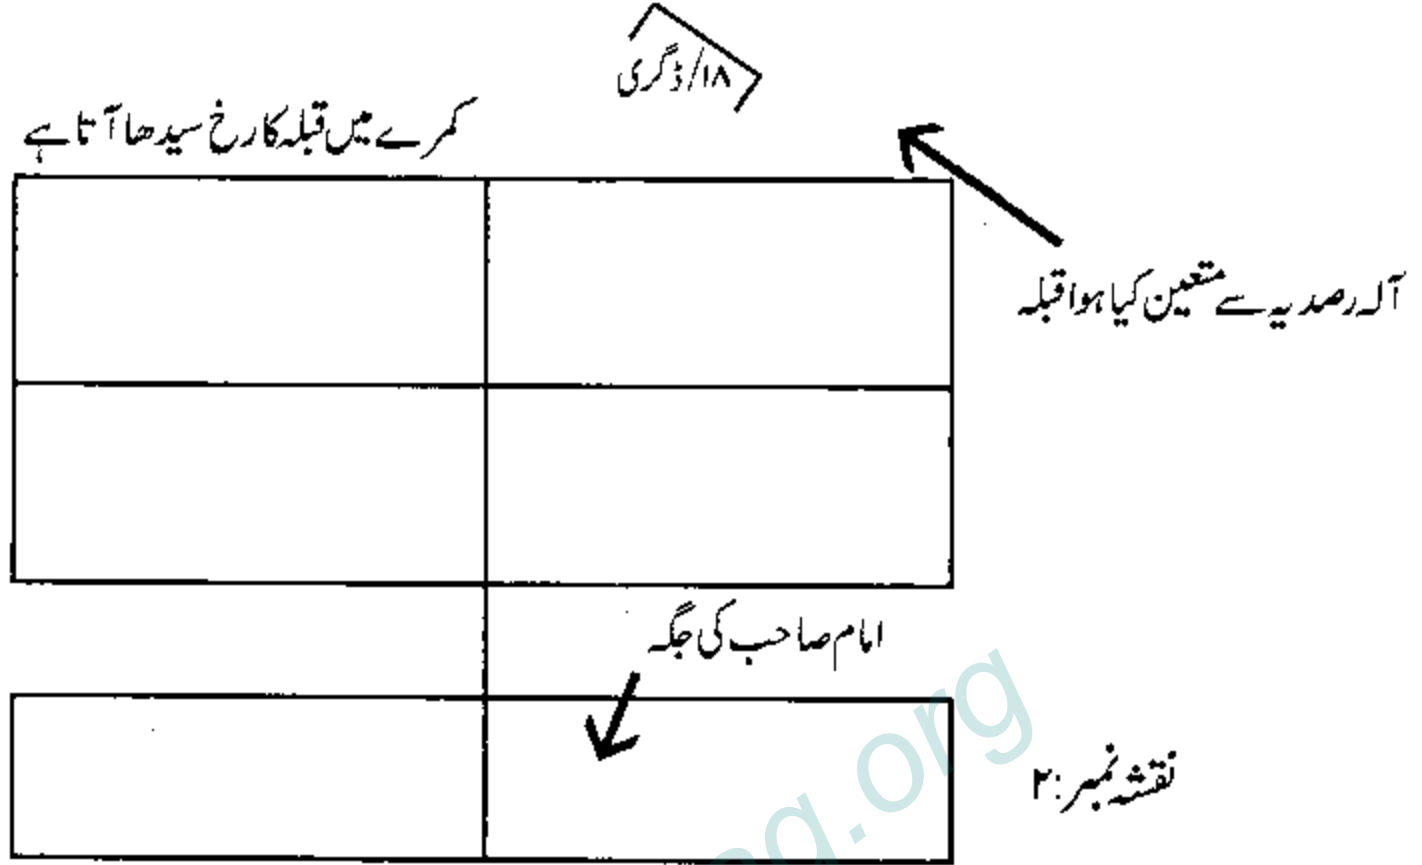 ۱۸/ڈگری
کمرے میں قبلہ کا رخ سیدھا آتا ہے
آلہ رصدیہ سے متعین کیا ہوا قبلہ
امام صاحب کی جگہ
نقشہ نمبر:۲